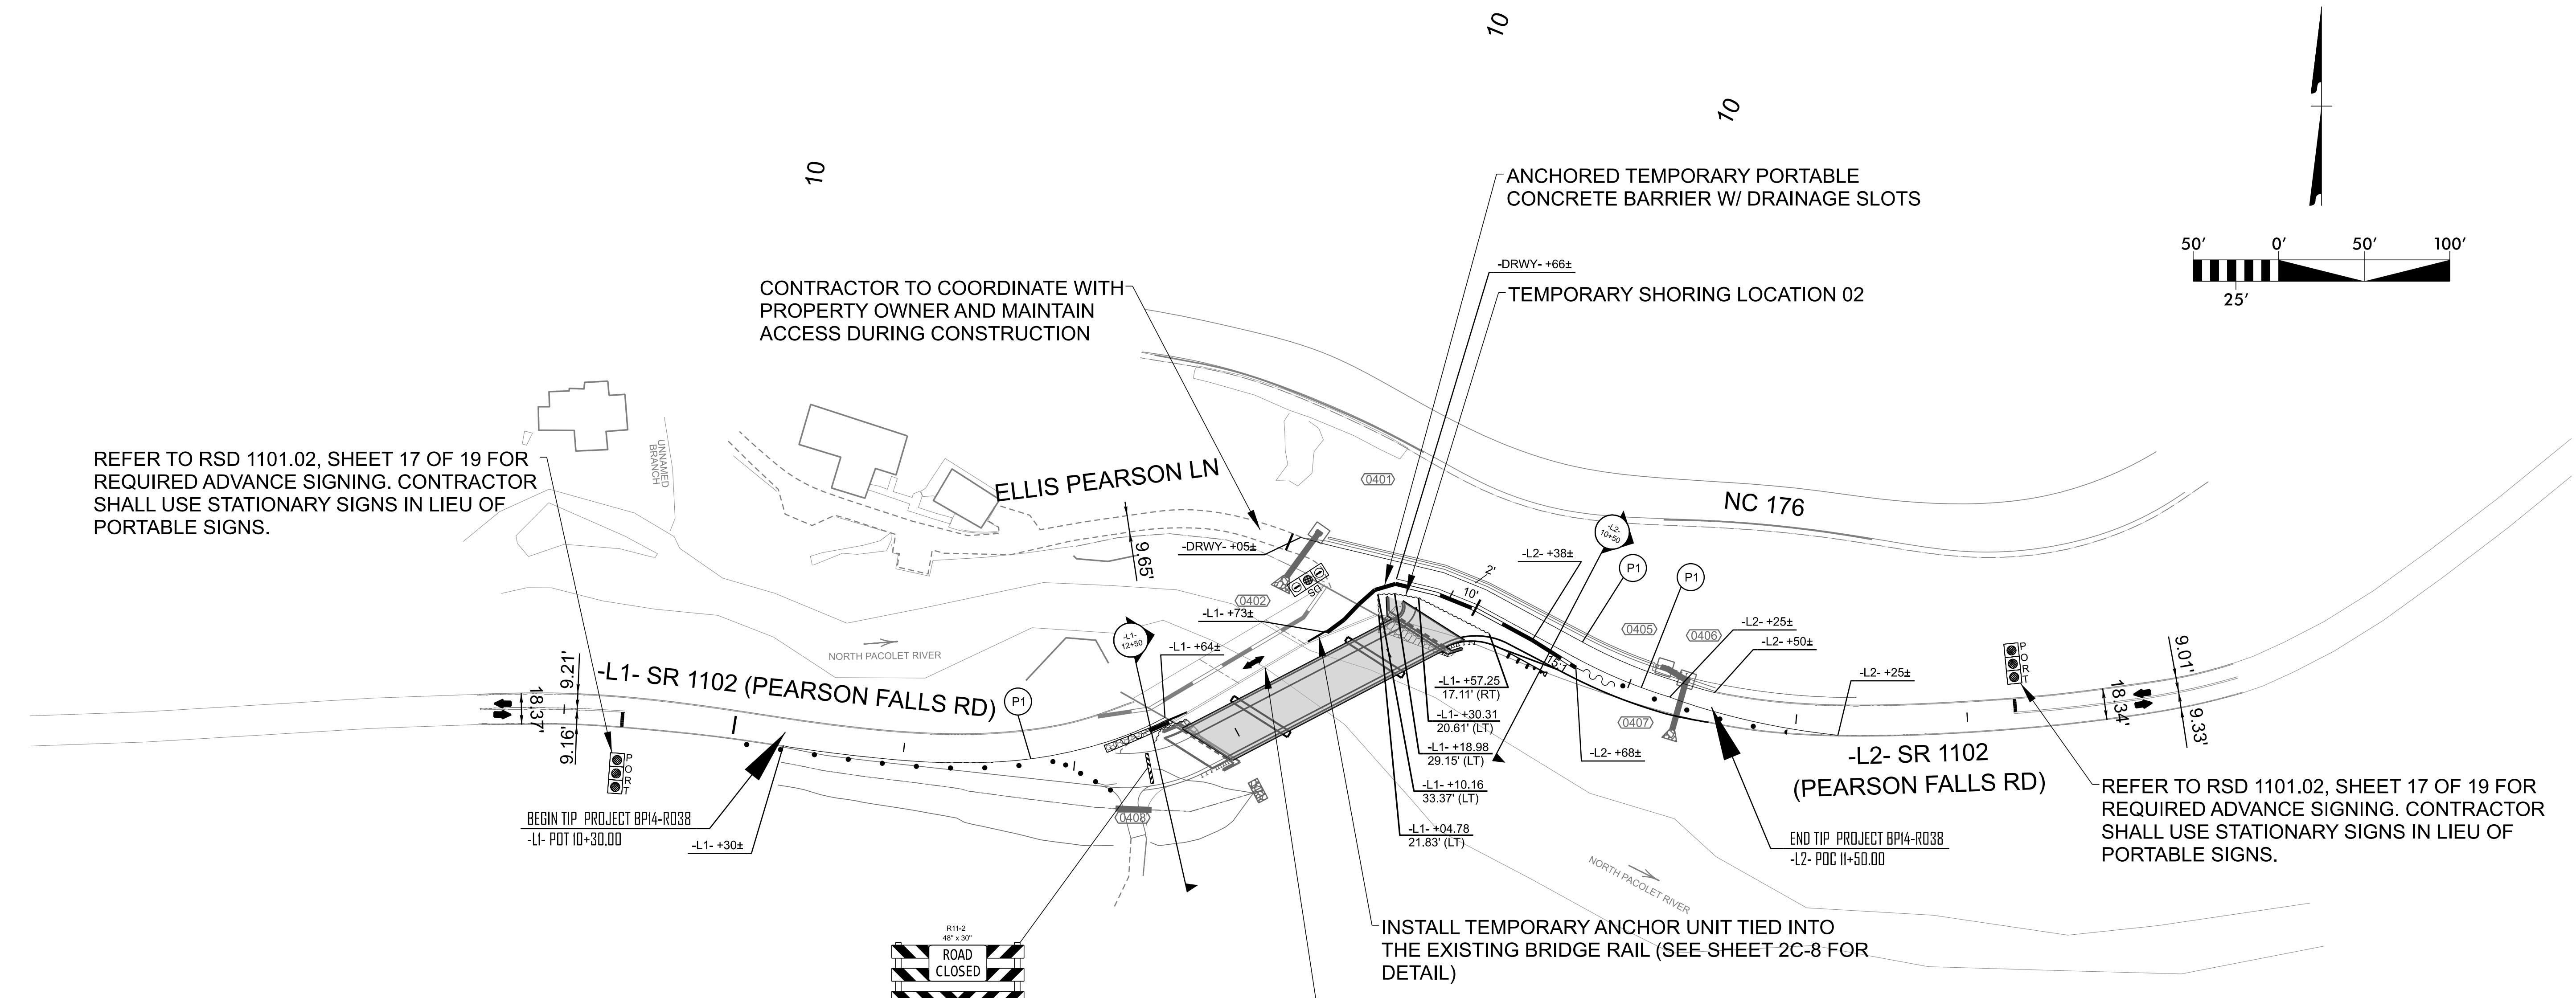 10
10
10
ANCHORED TEMPORARY PORTABLE
CONCRETE BARRIER W/ DRAINAGE SLOTS
50' 0' 50' 100'
25'
-DRWY- +66±
TEMPORARY SHORING LOCATION 02
CONTRACTOR TO COORDINATE WITH
PROPERTY OWNER AND MAINTAIN
ACCESS DURING CONSTRUCTION
REFER TO RSD 1101.02, SHEET 17 OF 19 FOR
REQUIRED ADVANCE SIGNING. CONTRACTOR
SHALL USE STATIONARY SIGNS IN LIEU OF
PORTABLE SIGNS.
UNNAMED
BRANCH
ELLIS PEARSON LN
9.65'
0401
NC 176
-DRWY- +05±
-L2-
10+50
-L2- +38±
P1
P1
2'
10'
SG
0402
-L1- +73±
-L1-
12+50
-L1- +64±
NORTH PACOLET RIVER
0405
0406
-L2- +25±
-L2- +50±
15:1
-L2- +25±
-L1- SR 1102 (PEARSON FALLS RD)
P1
9.21'
18.37'
9.16'
PORT
-L1- +57.25
17.11' (RT)
-L1- +30.31
20.61' (LT)
-L1- +18.98
29.15' (LT)
-L1- +10.16
33.37' (LT)
-L1- +04.78
21.83' (LT)
-L2- +68±
0407
PORT
9.01'
18.34'
9.33'
-L2- SR 1102
(PEARSON FALLS RD)
BEGIN TIP PROJECT BP14-R038
-L1- POT 10+30.00
-L1- +30±
0408
END TIP PROJECT BP14-R038
-L2- POC 11+50.00
REFER TO RSD 1101.02, SHEET 17 OF 19 FOR
REQUIRED ADVANCE SIGNING. CONTRACTOR
SHALL USE STATIONARY SIGNS IN LIEU OF
PORTABLE SIGNS.
NORTH PACOLET RIVER
INSTALL TEMPORARY ANCHOR UNIT TIED INTO
THE EXISTING BRIDGE RAIL (SEE SHEET 2C-8 FOR
DETAIL)
R11-2
48" x 30"
ROAD
CLOSED